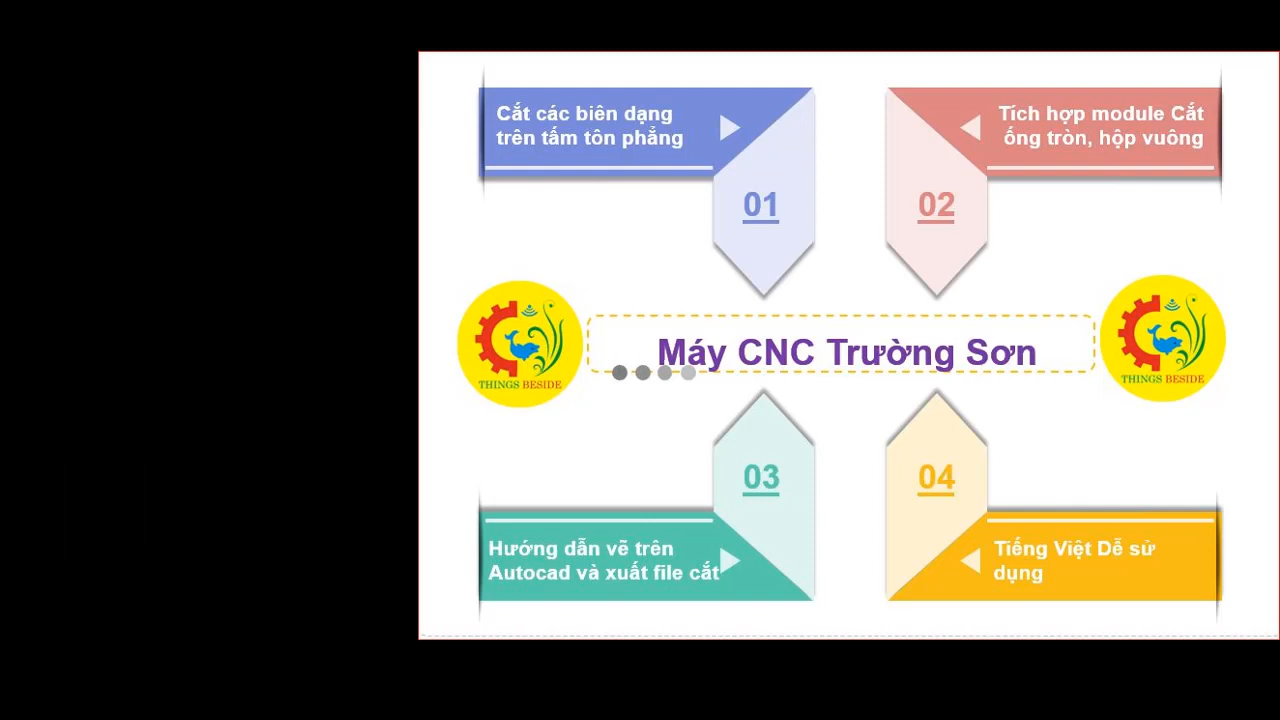 Cắt các biên dạng
trên tấm tôn phẳng
Tích hợp module Cắt
ống tròn, hộp vuông
01
02
THINGS BESIDE
Máy CNC Trường Sơn
THINGS BESIDE
03
04
Hướng dẫn vẽ trên
Autocad và xuất file cắt
Tiếng Việt Dễ sử
dụng